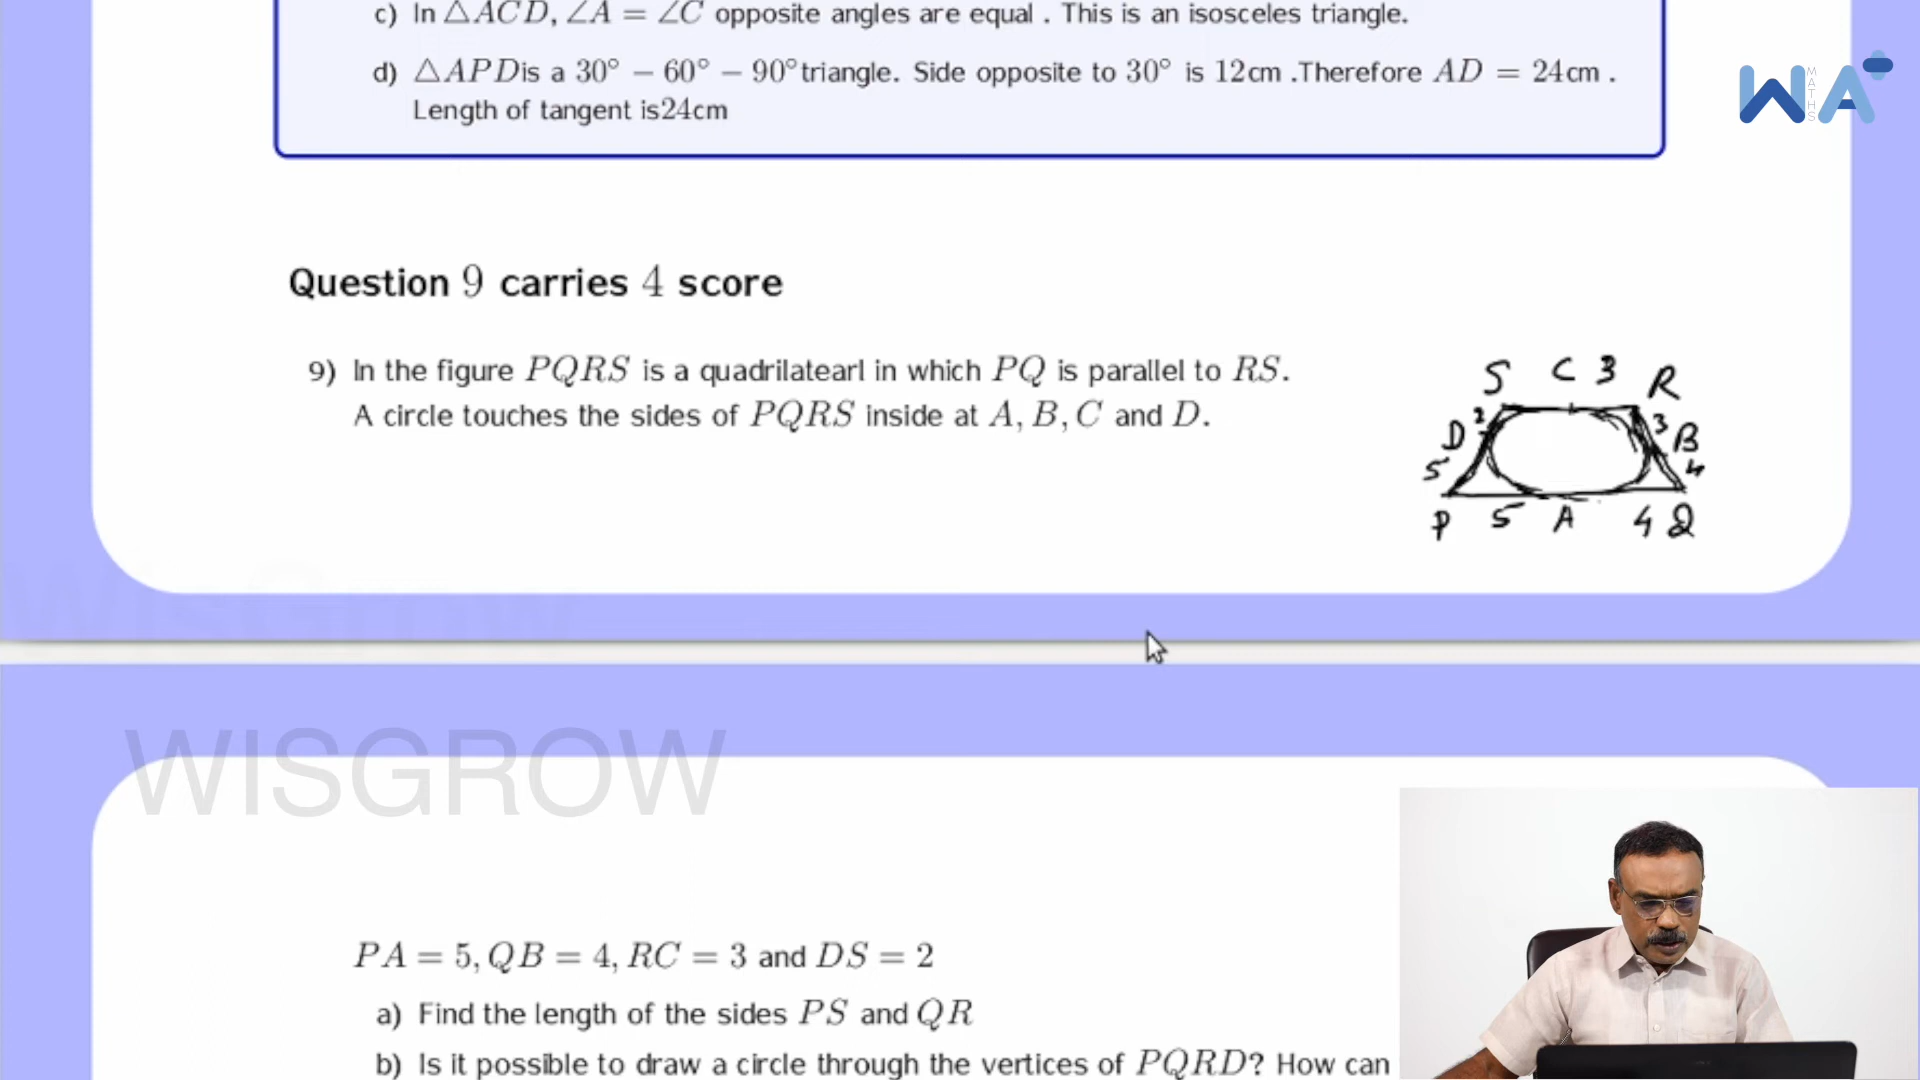 c) In △ACD, ∠A = ∠C opposite angles are equal . This is an isosceles triangle.
d) △APDis a 30° − 60° − 90°triangle. Side opposite to 30° is 12cm .Therefore AD = 24cm .
Length of tangent is24cm
WA+
MATHS
Question 9 carries 4 score
9) In the figure PQRS is a quadrilatearl in which PQ is parallel to RS.
A circle touches the sides of PQRS inside at A, B, C and D.
S C 3 R
D 2 3 B
5 4
P 5 A 4 Q
WisGrow
WISGROW
PA = 5, QB = 4, RC = 3 and DS = 2
a) Find the length of the sides PS and QR
b) Is it possible to draw a circle through the vertices of PQRD? How can